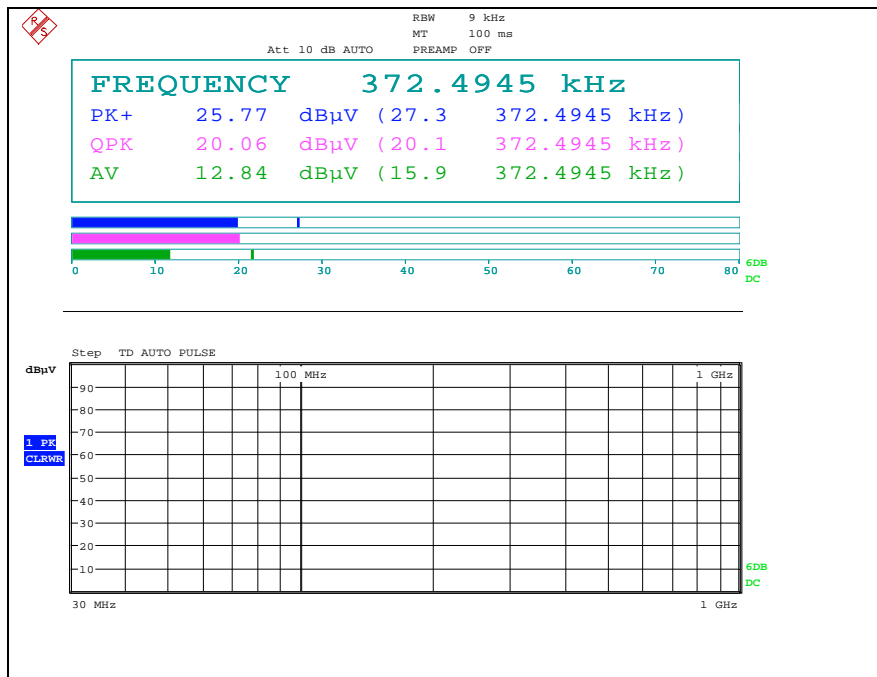 R S
RBW 9 kHz
MT 100 ms
Att 10 dB AUTO PREAMP OFF
FREQUENCY 372.4945 kHz
PK+ 25.77 dBµV (27.3 372.4945 kHz)
QPK 20.06 dBµV (20.1 372.4945 kHz)
AV 12.84 dBµV (15.9 372.4945 kHz)
0 10 20 30 40 50 60 70 80
6DB
DC
Step TD AUTO PULSE
dBµV
100 MHz 1 GHz
90
80
70
1 PK
CLRWR
60
50
40
30
20
10
6DB
DC
30 MHz 1 GHz